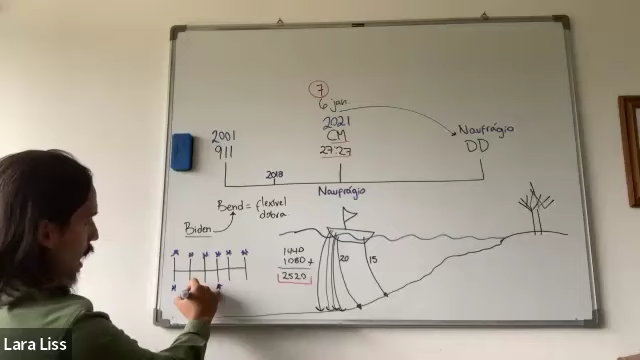 7
6 jan.
2021
CM
27:27
2001
911
2018
Naufrágio
DD
Naufrágio
Bend = flexível
dobra
Biden
1440
1080 +
2520
20
15
Lara Liss